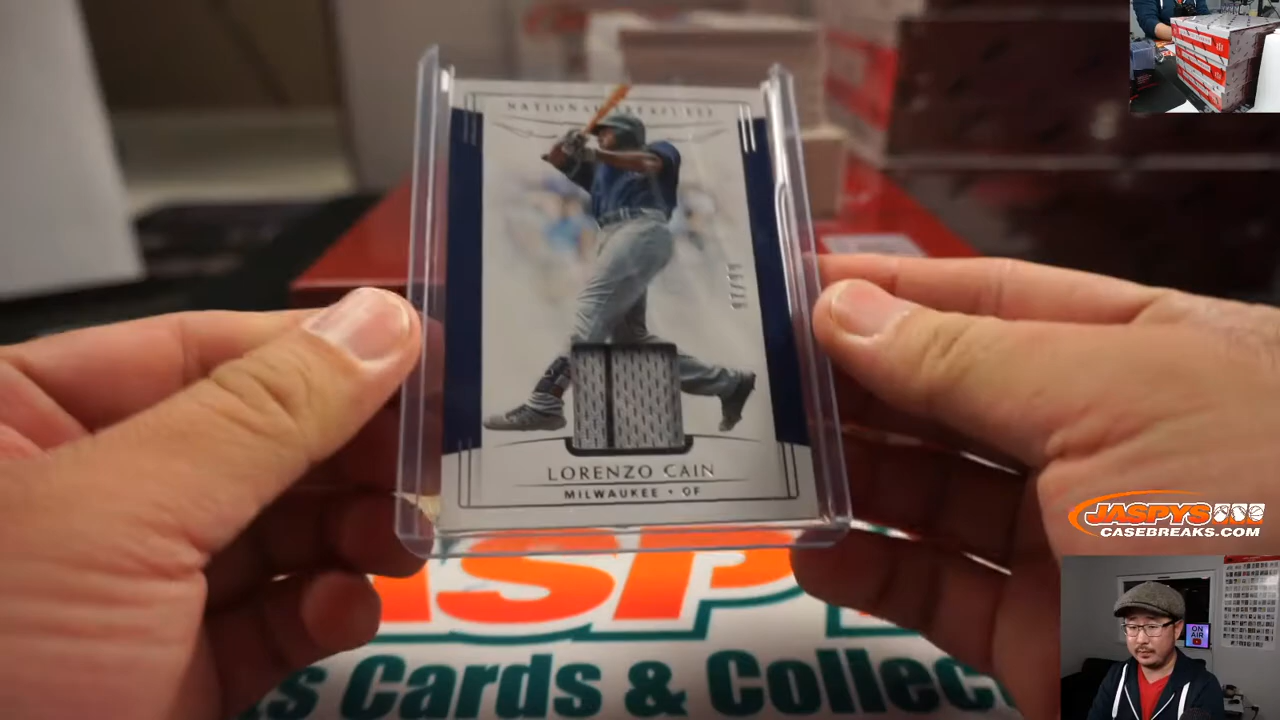 NATIONAL TREASURES
LORENZO CAIN
MILWAUKEE • OF
JASPYS
CASEBREAKS.COM
ON
AIR
Cards & Collec